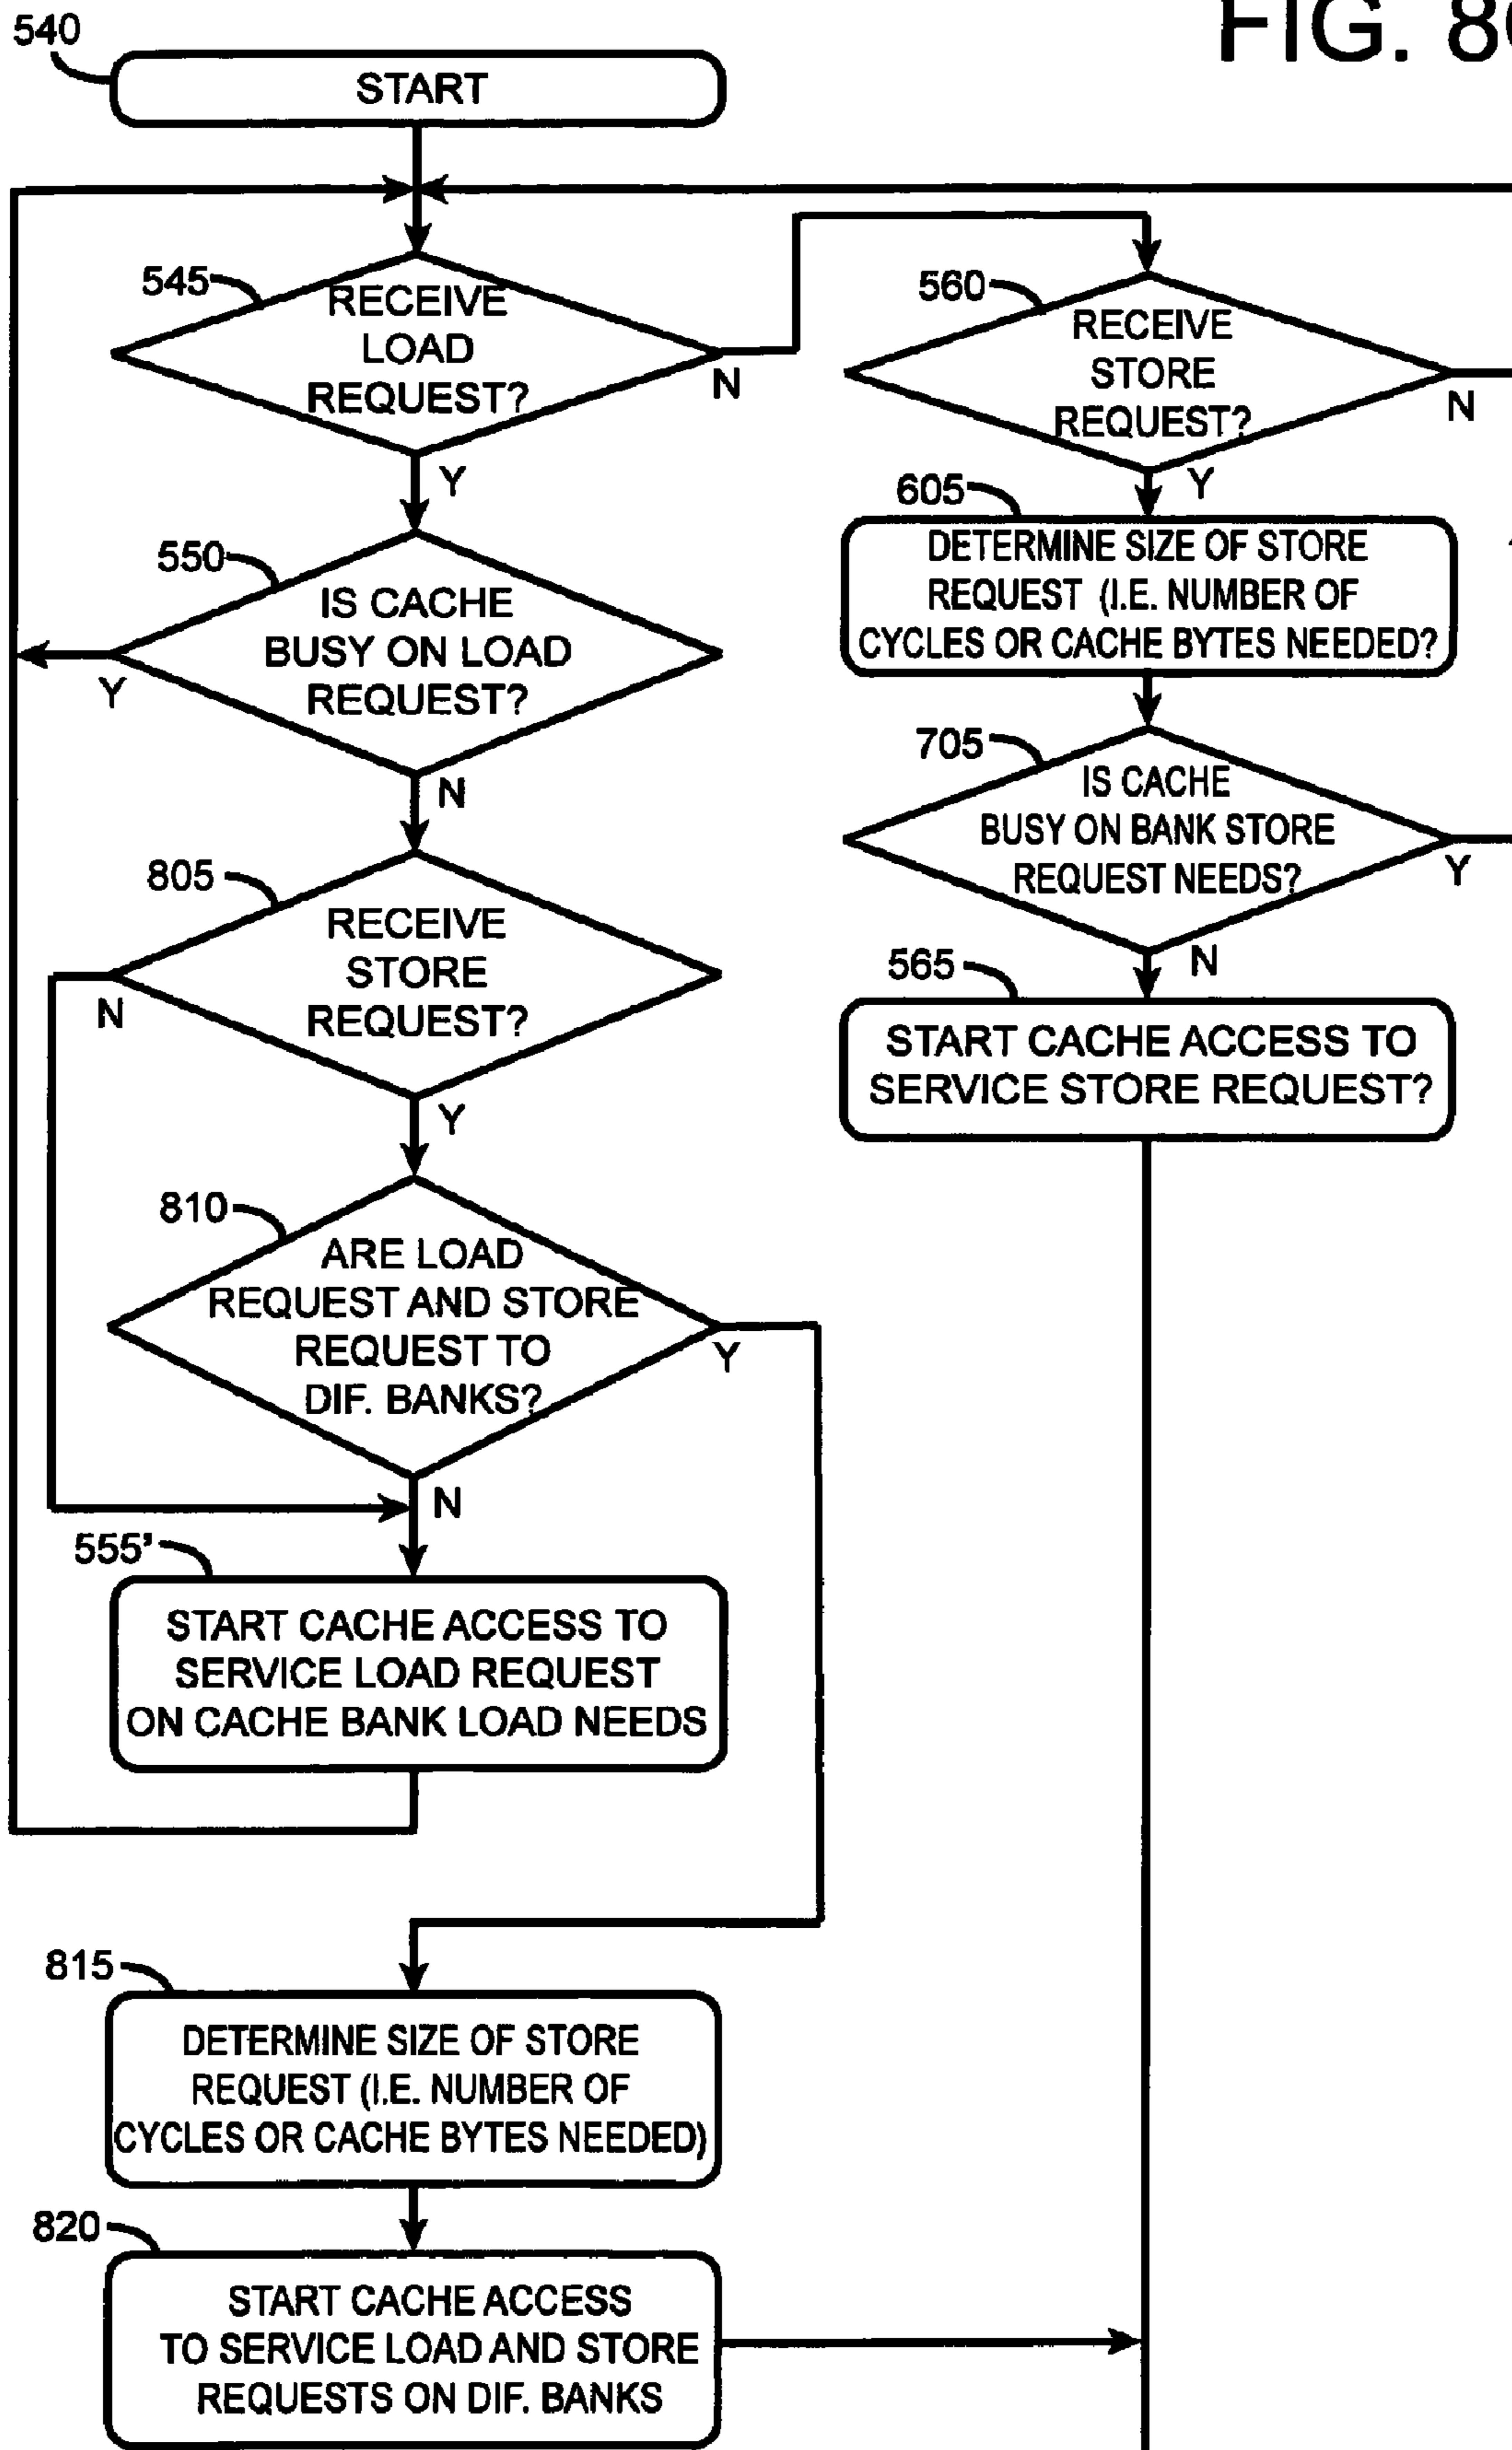 FIG. 8
540
START
545
RECEIVE
LOAD
REQUEST?
N
Y
550
IS CACHE
BUSY ON LOAD
REQUEST?
Y
N
805
RECEIVE
STORE
REQUEST?
N
Y
810
ARE LOAD
REQUEST AND STORE
REQUEST TO
DIF. BANKS?
Y
N
555'
START CACHE ACCESS TO
SERVICE LOAD REQUEST
ON CACHE BANK LOAD NEEDS
815
DETERMINE SIZE OF STORE
REQUEST (I.E. NUMBER OF
CYCLES OR CACHE BYTES NEEDED)
820
START CACHE ACCESS
TO SERVICE LOAD AND STORE
REQUESTS ON DIF. BANKS
560
RECEIVE
STORE
REQUEST?
N
Y
605
DETERMINE SIZE OF STORE
REQUEST (I.E. NUMBER OF
CYCLES OR CACHE BYTES NEEDED?
705
IS CACHE
BUSY ON BANK STORE
REQUEST NEEDS?
Y
N
565
START CACHE ACCESS TO
SERVICE STORE REQUEST?